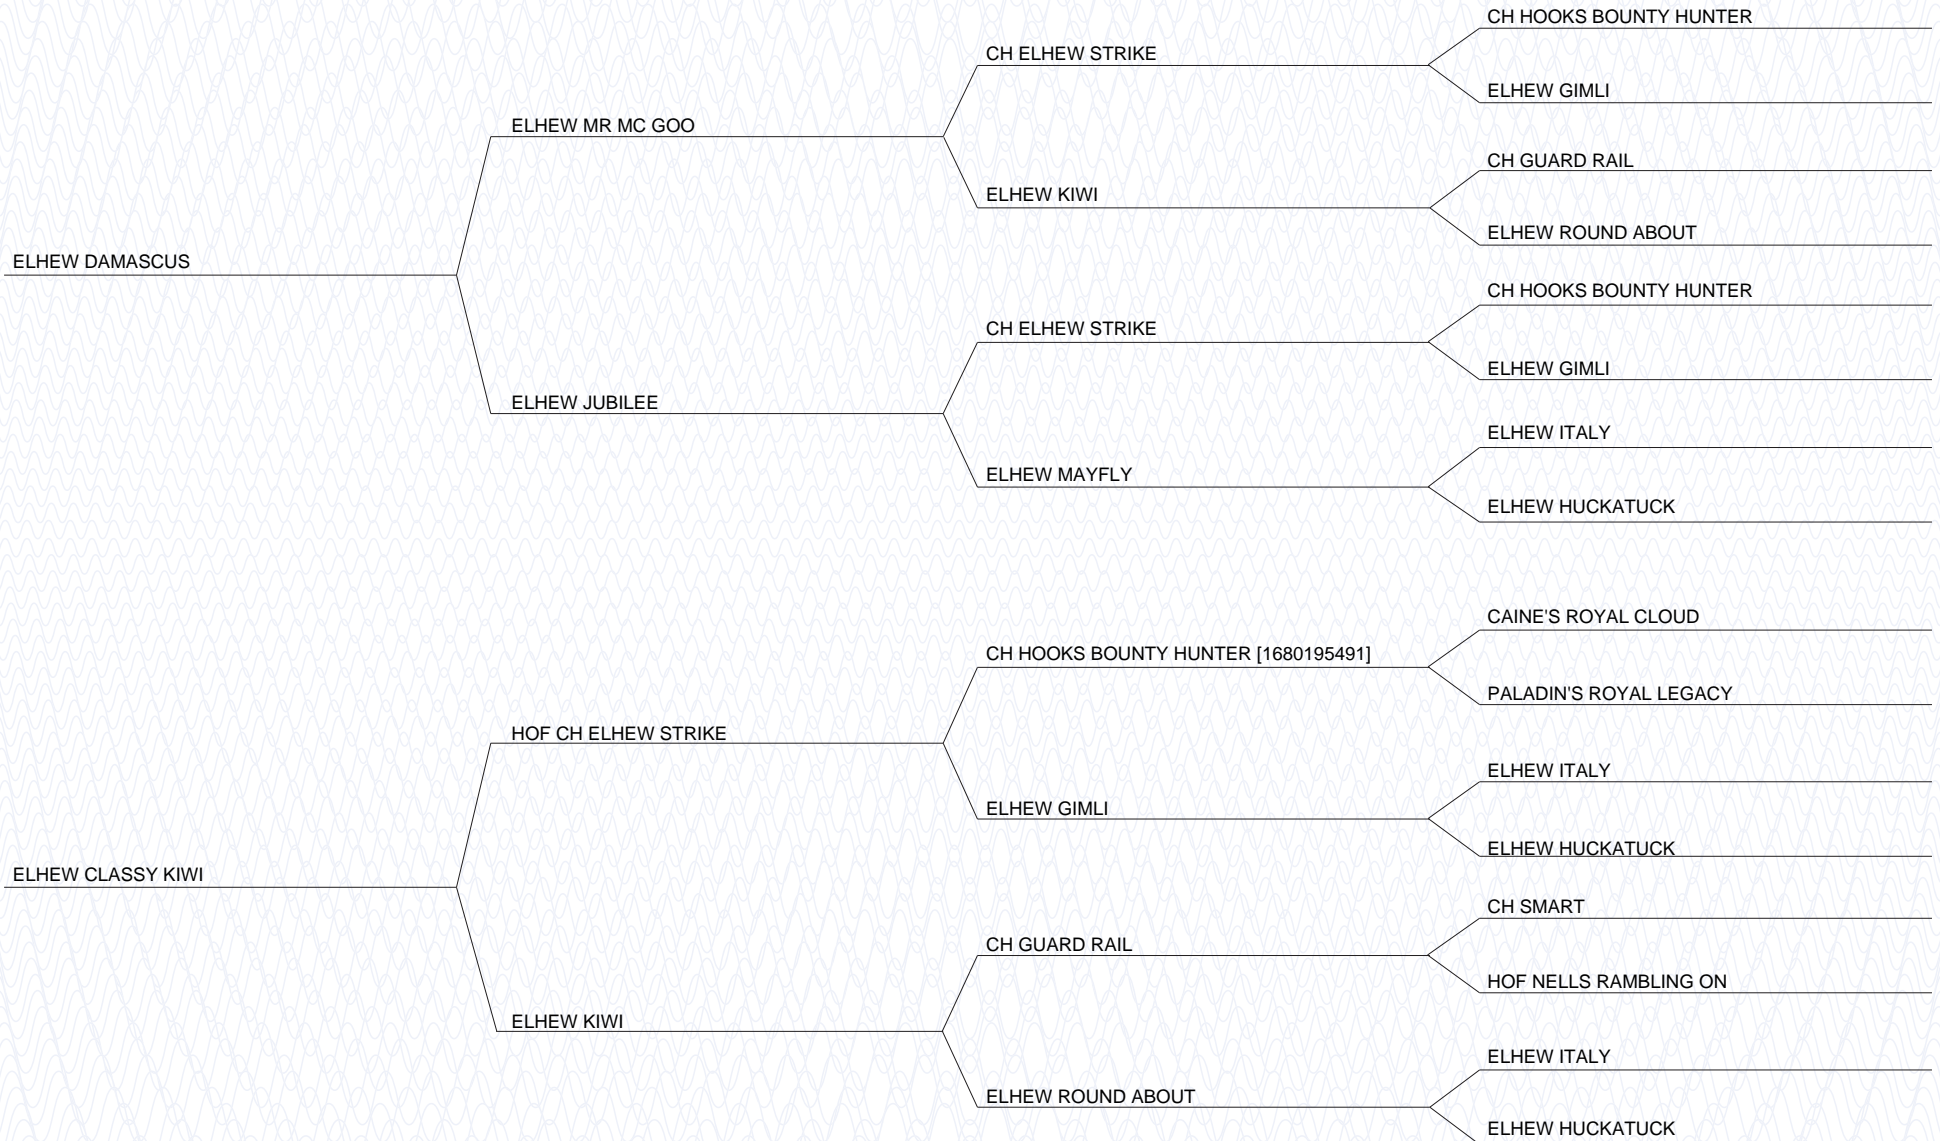 CH HOOKS BOUNTY HUNTER
CH ELHEW STRIKE
ELHEW GIMLI
ELHEW MR MC GOO
CH GUARD RAIL
ELHEW KIWI
ELHEW ROUND ABOUT
ELHEW DAMASCUS
CH HOOKS BOUNTY HUNTER
CH ELHEW STRIKE
ELHEW GIMLI
ELHEW JUBILEE
ELHEW ITALY
ELHEW MAYFLY
ELHEW HUCKATUCK
CAINE'S ROYAL CLOUD
CH HOOKS BOUNTY HUNTER [1680195491]
PALADIN'S ROYAL LEGACY
HOF CH ELHEW STRIKE
ELHEW ITALY
ELHEW GIMLI
ELHEW HUCKATUCK
ELHEW CLASSY KIWI
CH SMART
CH GUARD RAIL
HOF NELLS RAMBLING ON
ELHEW KIWI
ELHEW ITALY
ELHEW ROUND ABOUT
ELHEW HUCKATUCK